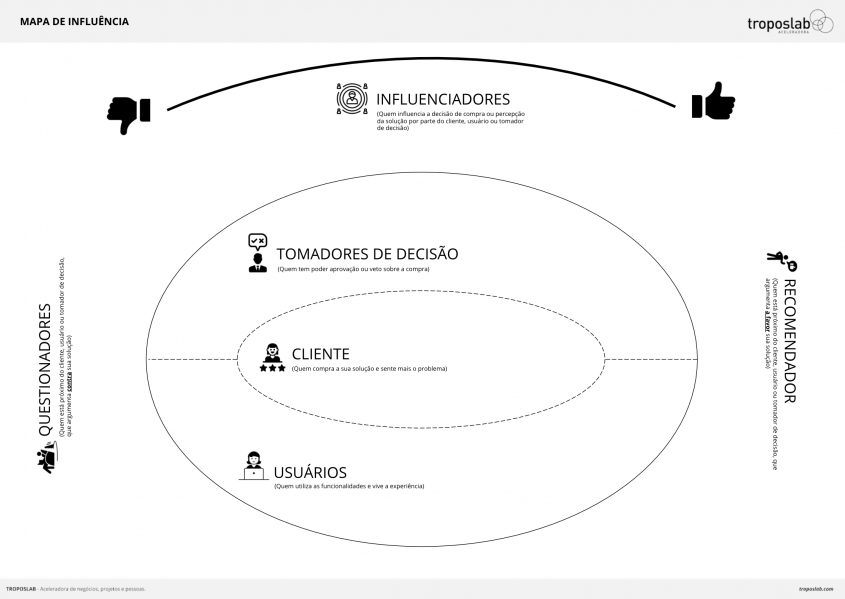 MAPA DE INFLUÊNCIA
troposlab
ACELERADORA
INFLUENCIADORES
(Quem influencia a decisão de compra ou percepção
da solução por parte do cliente, usuário ou tomador
de decisão)
TOMADORES DE DECISÃO
(Quem tem poder aprovação ou veto sobre a compra)
CLIENTE
(Quem compra a sua solução e sente mais o problema)
USUÁRIOS
(Quem utiliza as funcionalidades e vive a experiência)
QUESTIONADORES
(Quem está próximo do cliente, usuário ou tomador de decisão,
que argumenta contra sua solução)
RECOMENDADOR
(Quem está próximo do cliente, usuário ou tomador de decisão, que
argumenta a favor sua solução)
TROPOSLAB - Aceleradora de negócios, projetos e pessoas.
troposlab.com